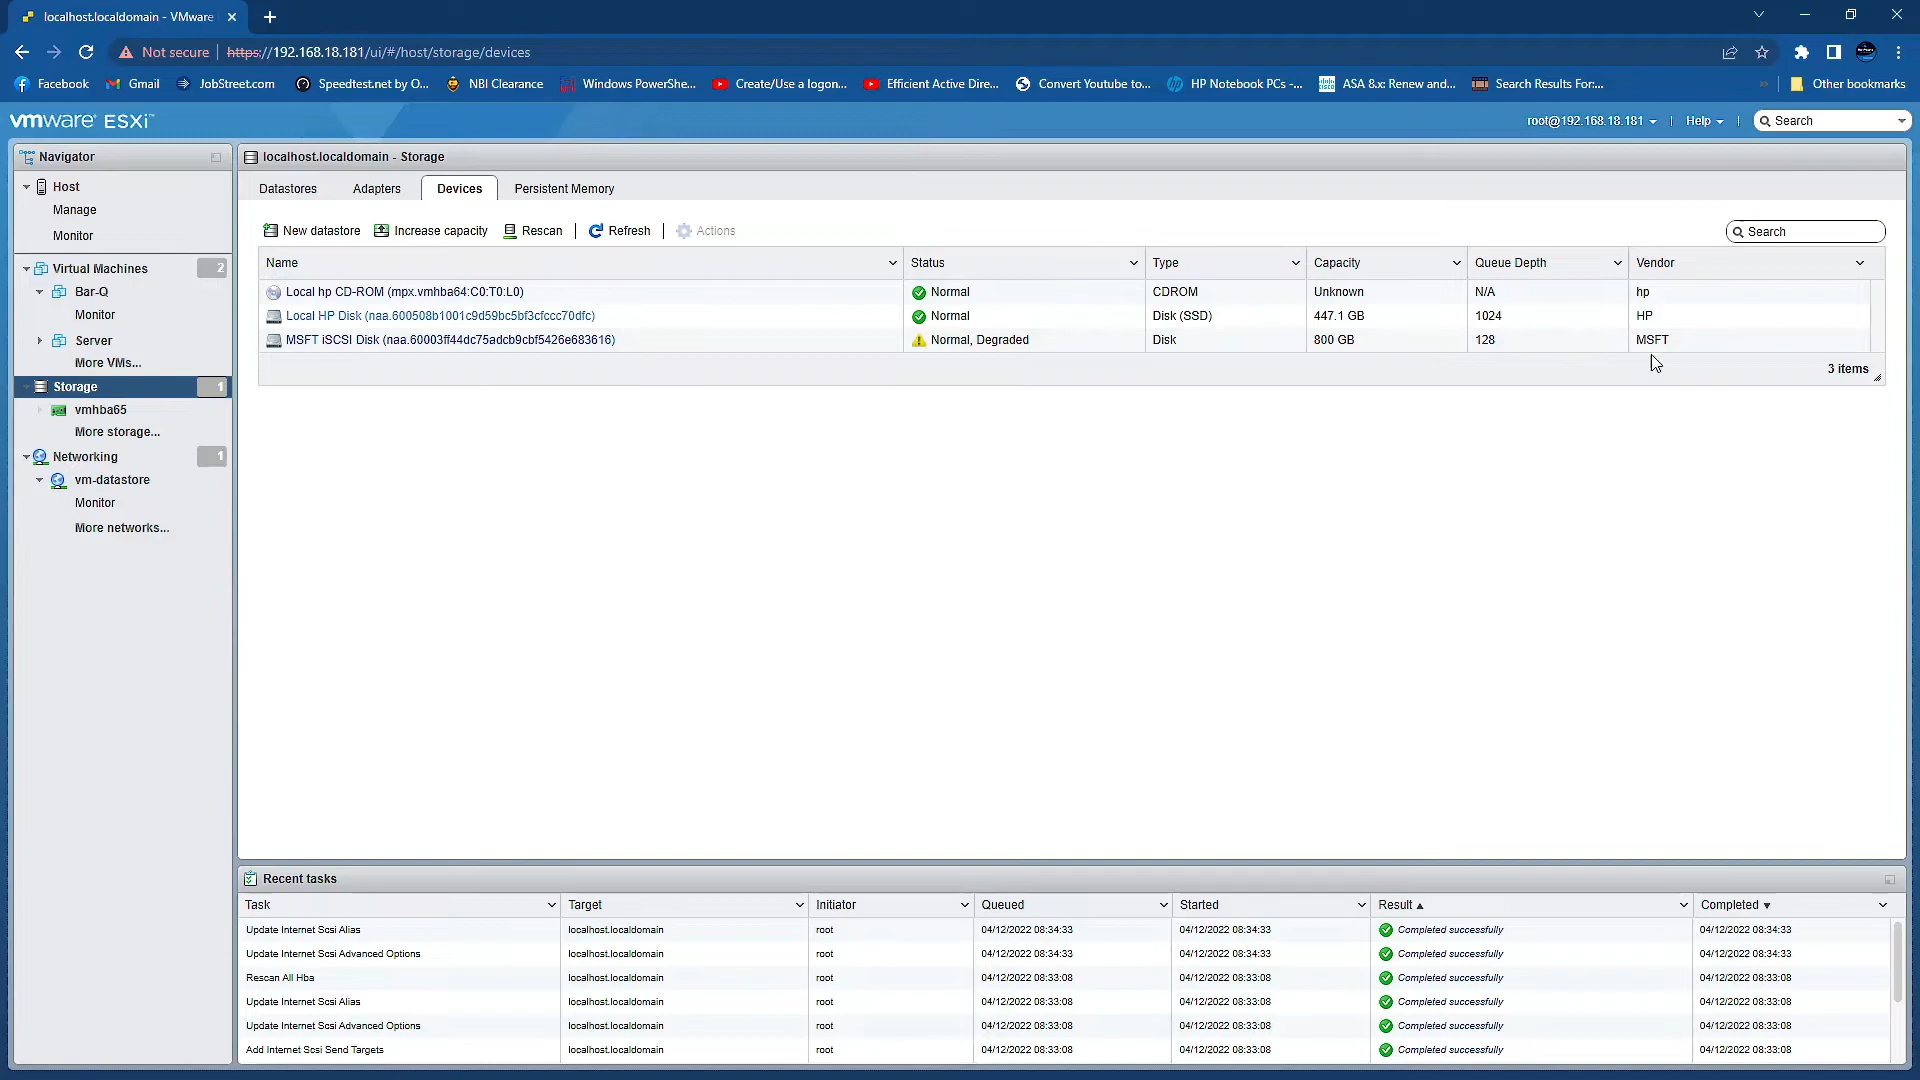 localhost.localdomain - VMware
Not secure https://192.168.18.181/ui/#/host/storage/devices
Facebook Gmail JobStreet.com Speedtest.net by O... NBI Clearance Windows PowerShe... Create/Use a logon... Efficient Active Dire... Convert Youtube to... HP Notebook PCs -... ASA 8.x: Renew and... Search Results For:... Other bookmarks
vmware ESXi™
root@192.168.18.181 | Help | Search
Navigator
Host
Manage
Monitor
Virtual Machines 2
Bar-Q
Monitor
Server
More VMs...
Storage 1
vmhba65
More storage...
Networking 1
vm-datastore
Monitor
More networks...
localhost.localdomain - Storage
Datastores Adapters Devices Persistent Memory
New datastore Increase capacity Rescan | Refresh | Actions
Search
Name Status Type Capacity Queue Depth Vendor
Local hp CD-ROM (mpx.vmhba64:C0:T0:L0) Normal CDROM Unknown N/A hp
Local HP Disk (naa.600508b1001c9d59bc5bf3cfccc70dfc) Normal Disk (SSD) 447.1 GB 1024 HP
MSFT iSCSI Disk (naa.60003ff44dc75adcb9cbf5426e683616) Normal, Degraded Disk 800 GB 128 MSFT
3 items
Recent tasks
Task Target Initiator Queued Started Result Completed
Update Internet Scsi Alias localhost.localdomain root 04/12/2022 08:34:33 04/12/2022 08:34:33 Completed successfully 04/12/2022 08:34:33
Update Internet Scsi Advanced Options localhost.localdomain root 04/12/2022 08:34:33 04/12/2022 08:34:33 Completed successfully 04/12/2022 08:34:33
Rescan All Hba localhost.localdomain root 04/12/2022 08:33:08 04/12/2022 08:33:08 Completed successfully 04/12/2022 08:33:08
Update Internet Scsi Alias localhost.localdomain root 04/12/2022 08:33:08 04/12/2022 08:33:08 Completed successfully 04/12/2022 08:33:08
Update Internet Scsi Advanced Options localhost.localdomain root 04/12/2022 08:33:08 04/12/2022 08:33:08 Completed successfully 04/12/2022 08:33:08
Add Internet Scsi Send Targets localhost.localdomain root 04/12/2022 08:33:08 04/12/2022 08:33:08 Completed successfully 04/12/2022 08:33:08